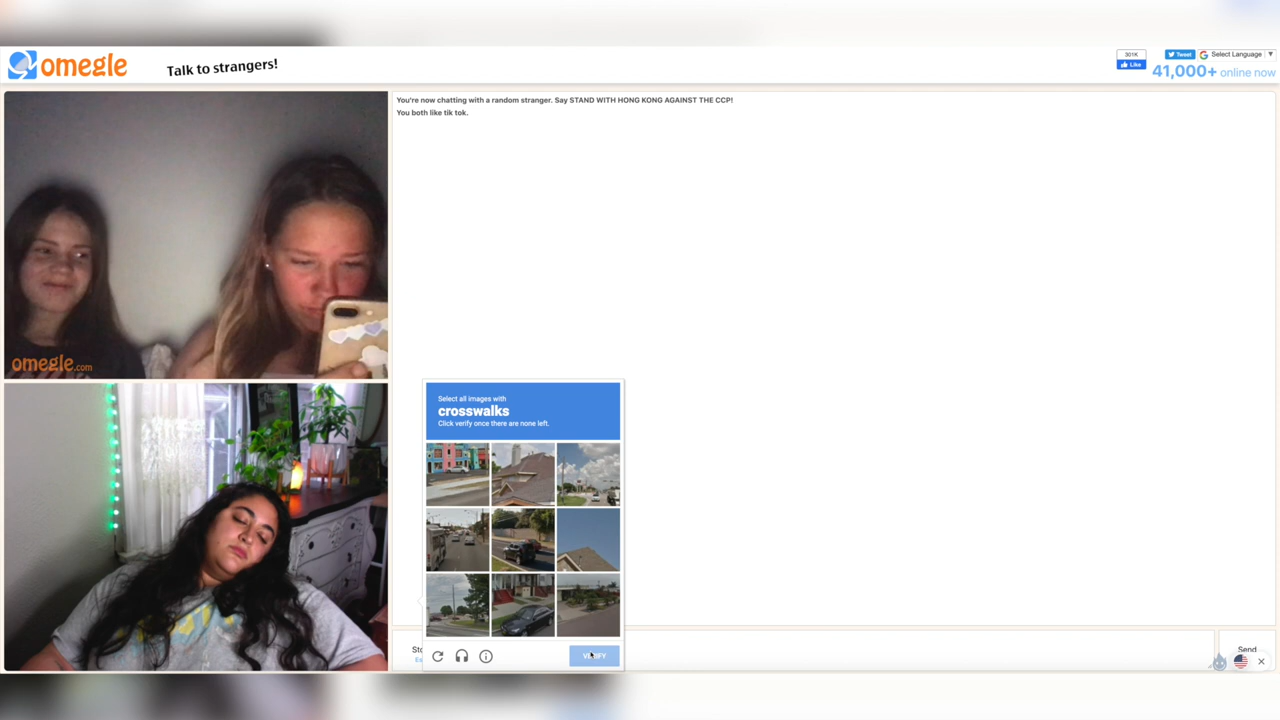 omegle
Talk to strangers!
301K
Like
Tweet
Select Language ▼
41,000+ online now
You're now chatting with a random stranger. Say STAND WITH HONG KONG AGAINST THE CCP!
You both like tik tok.
omegle.com
Select all images with
crosswalks
Click verify once there are none left.
VERIFY
Send